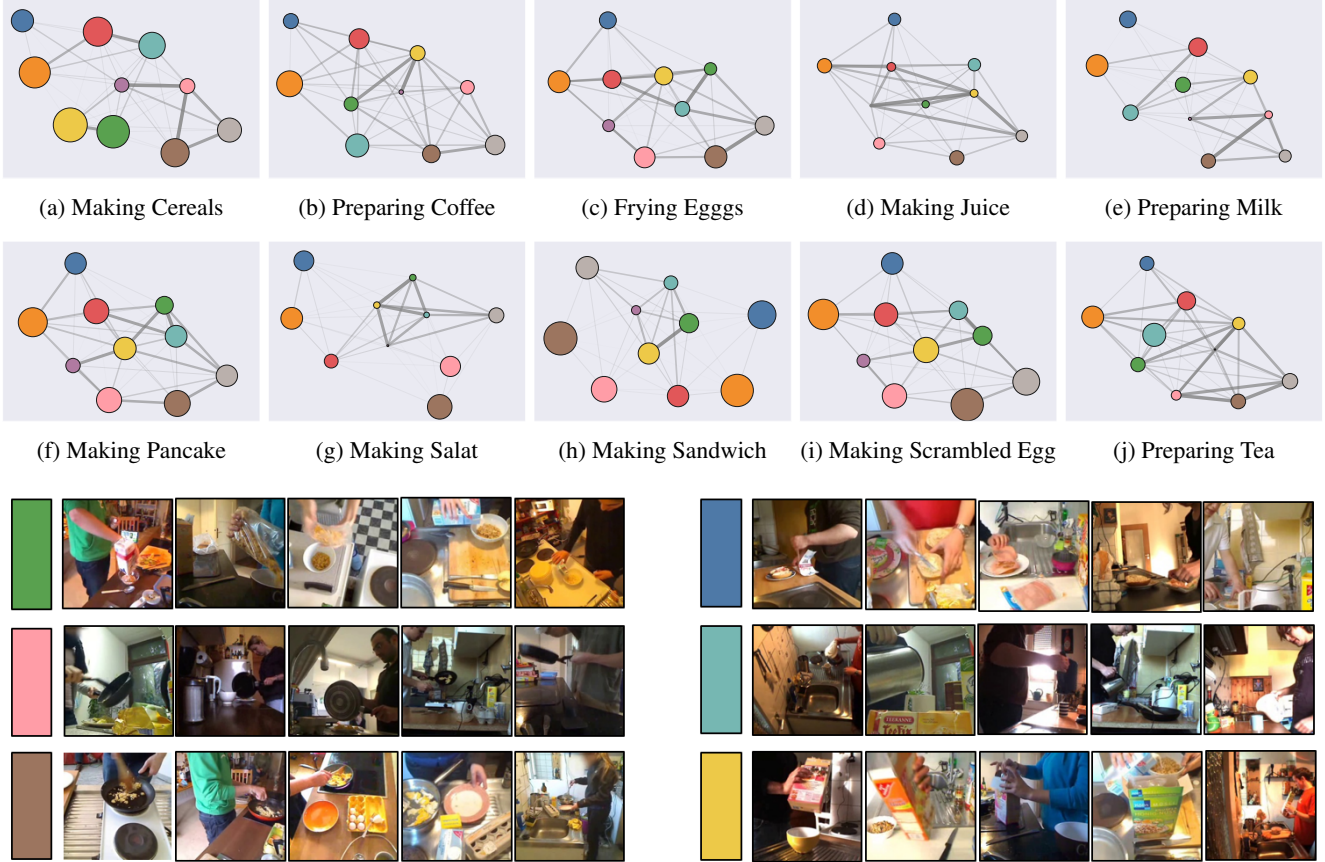 (a) Making Cereals
(b) Preparing Coffee
(c) Frying Egggs
(d) Making Juice
(e) Preparing Milk
(f) Making Pancake
(g) Making Salat
(h) Making Sandwich
(i) Making Scrambled Egg
(j) Preparing Tea
TEEKANNE